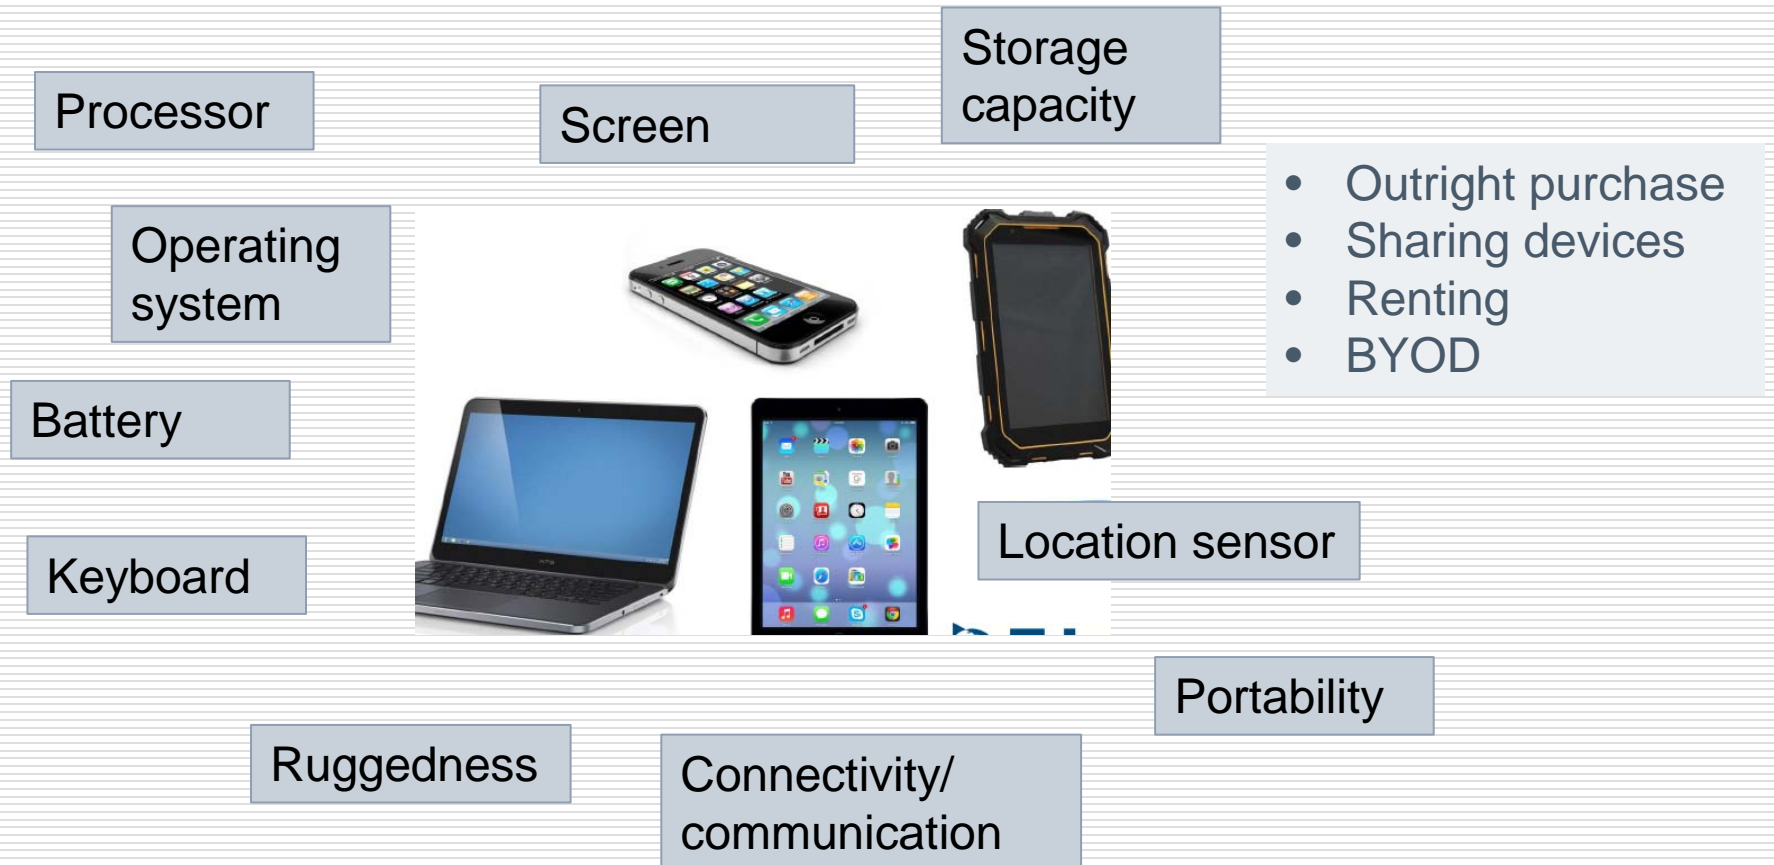 Storage
capacity
Processor
Screen
• Outright purchase
• Sharing devices
• Renting
• BYOD
Operating
system
Battery
Location sensor
Keyboard
Portability
Ruggedness
Connectivity/
communication